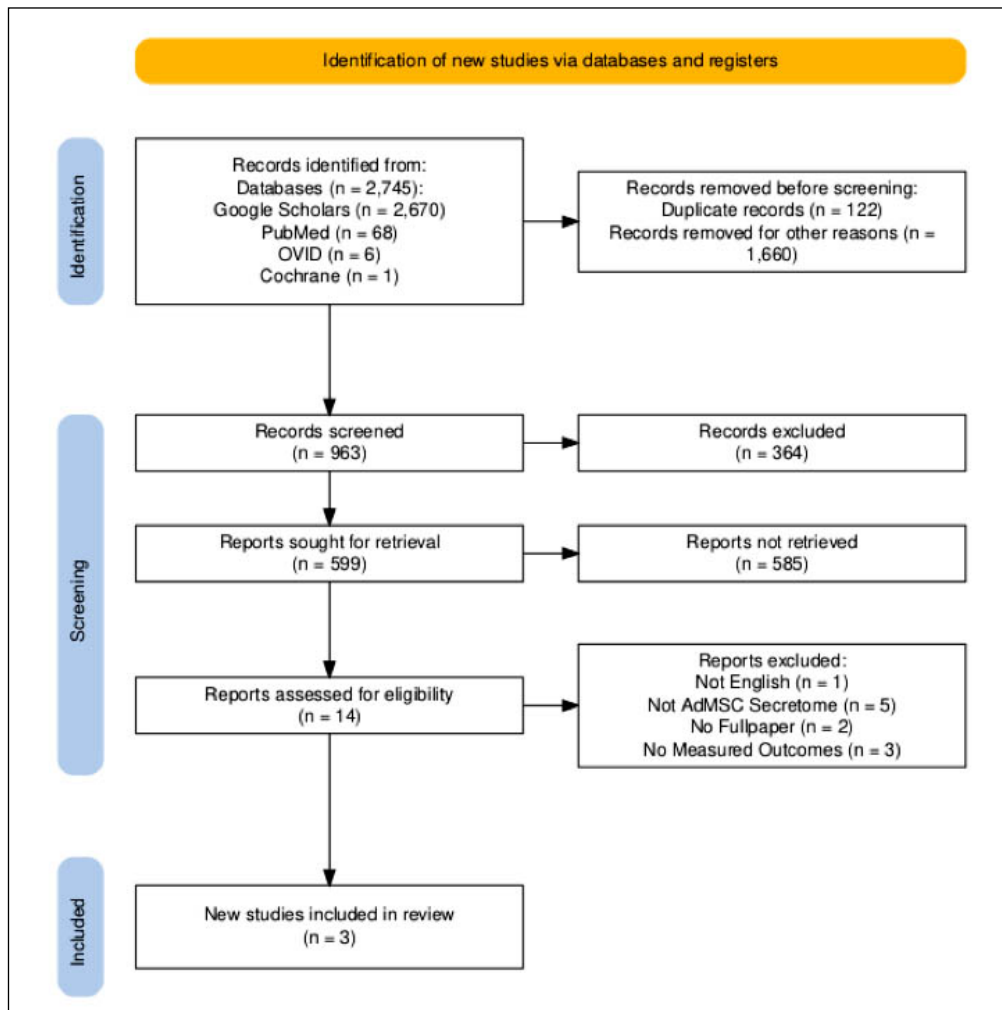 Identification of new studies via databases and registers
Identification
Records identified from:
Databases (n = 2,745):
Google Scholars (n = 2,670)
PubMed (n = 68)
OVID (n = 6)
Cochrane (n = 1)
Records removed before screening:
Duplicate records (n = 122)
Records removed for other reasons (n =
1,660)
Screening
Records screened
(n = 963)
Records excluded
(n = 364)
Reports sought for retrieval
(n = 599)
Reports not retrieved
(n = 585)
Reports assessed for eligibility
(n = 14)
Reports excluded:
Not English (n = 1)
Not AdMSC Secretome (n = 5)
No Fullpaper (n = 2)
No Measured Outcomes (n = 3)
Included
New studies included in review
(n = 3)